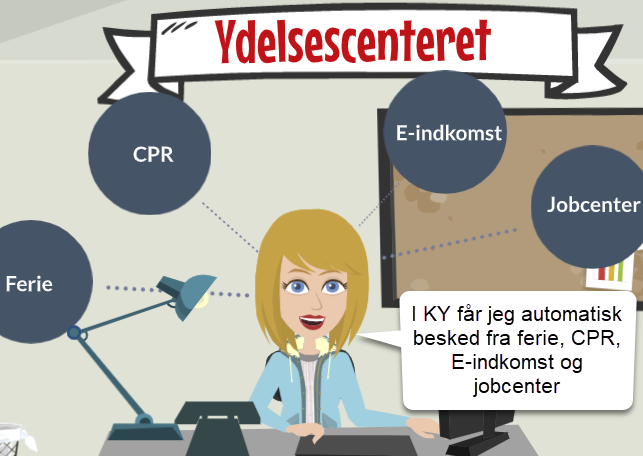 Ydelsescenteret
CPR
E-indkomst
Jobcenter
Ferie
I KY får jeg automatisk
besked fra ferie, CPR,
E-indkomst og
jobcenter